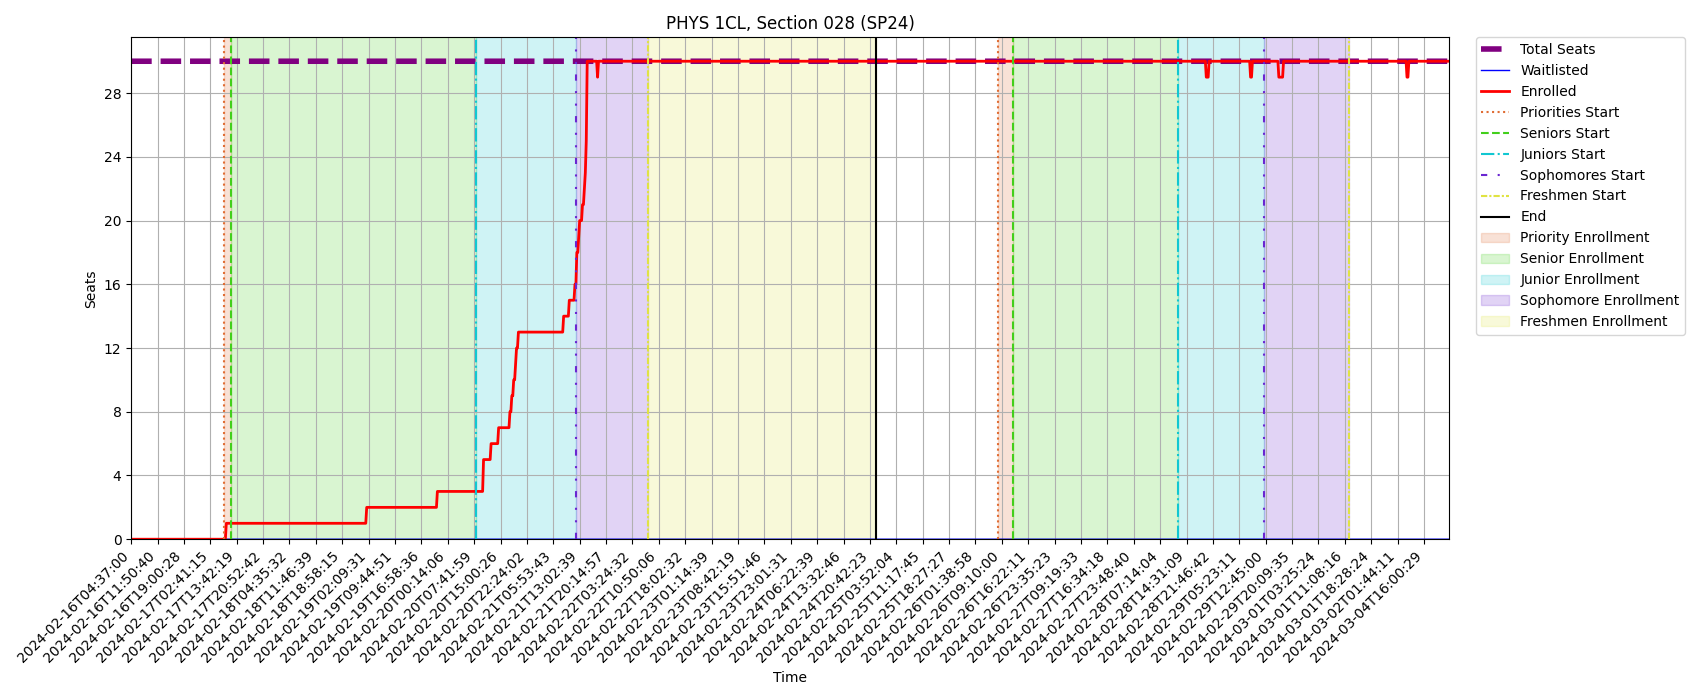 PHYS 1CL, Section 028 (SP24)
Seats
28
24
20
16
12
8
4
0
2024-02-16T04:37:00
2024-02-16T11:50:40
2024-02-16T19:00:28
2024-02-17T02:41:15
2024-02-17T13:42:19
2024-02-17T20:52:42
2024-02-18T04:35:32
2024-02-18T11:46:39
2024-02-18T18:58:15
2024-02-19T02:09:31
2024-02-19T09:44:51
2024-02-19T16:58:36
2024-02-20T00:14:06
2024-02-20T07:41:59
2024-02-20T15:00:26
2024-02-20T22:24:02
2024-02-21T05:53:43
2024-02-21T13:02:39
2024-02-21T20:14:57
2024-02-22T03:24:32
2024-02-22T10:50:06
2024-02-22T18:02:32
2024-02-23T01:14:39
2024-02-23T08:42:19
2024-02-23T15:51:46
2024-02-23T23:01:31
2024-02-24T06:22:39
2024-02-24T13:32:46
2024-02-24T20:42:23
2024-02-25T03:52:04
2024-02-25T11:17:45
2024-02-25T18:27:27
2024-02-26T01:38:50
2024-02-26T09:10:00
2024-02-26T16:22:11
2024-02-26T23:35:23
2024-02-27T09:19:33
2024-02-27T16:34:18
2024-02-27T23:48:40
2024-02-28T07:14:04
2024-02-28T14:31:09
2024-02-28T21:46:42
2024-02-29T05:23:11
2024-02-29T12:45:00
2024-02-29T20:09:35
2024-03-01T03:25:24
2024-03-01T11:08:16
2024-03-01T18:28:24
2024-03-02T01:44:11
2024-03-04T16:00:29
Time
Total Seats
Waitlisted
Enrolled
Priorities Start
Seniors Start
Juniors Start
Sophomores Start
Freshmen Start
End
Priority Enrollment
Senior Enrollment
Junior Enrollment
Sophomore Enrollment
Freshmen Enrollment